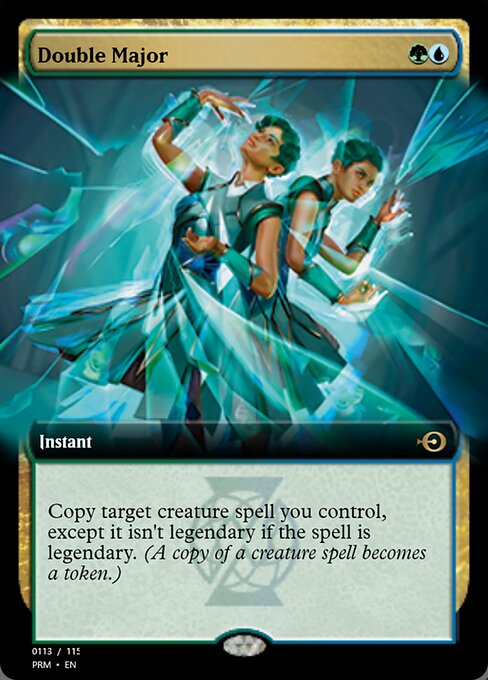 Double Major
Instant
Copy target creature spell you control,
except it isn't legendary if the spell is
legendary. (A copy of a creature spell becomes
a token.)
0113 / 115
PRM • EN